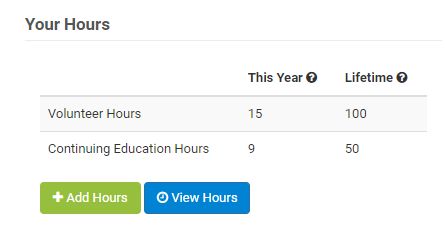 Your Hours
This Year Lifetime
Volunteer Hours 15 100
Continuing Education Hours 9 50
Add Hours View Hours